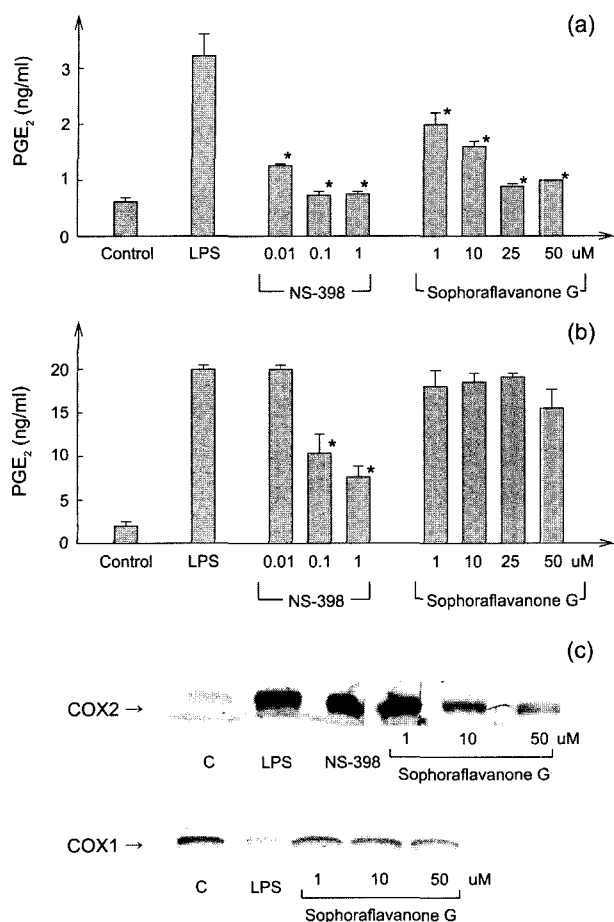 (a)
PGE₂ (ng/ml)
3
2
1
0
* * * * * * *
Control LPS 0.01 0.1 1 1 10 25 50 uM
NS-398 Sophoraflavanone G
(b)
PGE₂ (ng/ml)
20
15
10
5
0
* *
Control LPS 0.01 0.1 1 1 10 25 50 uM
NS-398 Sophoraflavanone G
(c)
COX2 →
1 10 50 uM
C LPS NS-398 Sophoraflavanone G
COX1 →
1 10 50 uM
C LPS
Sophoraflavanone G